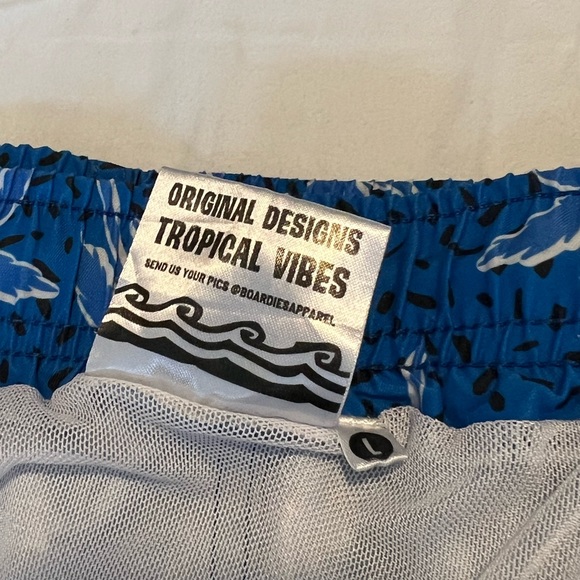 ORIGINAL DESIGNS
TROPICAL VIBES
SEND US YOUR PICS @BOARDIESAPPAREL
L